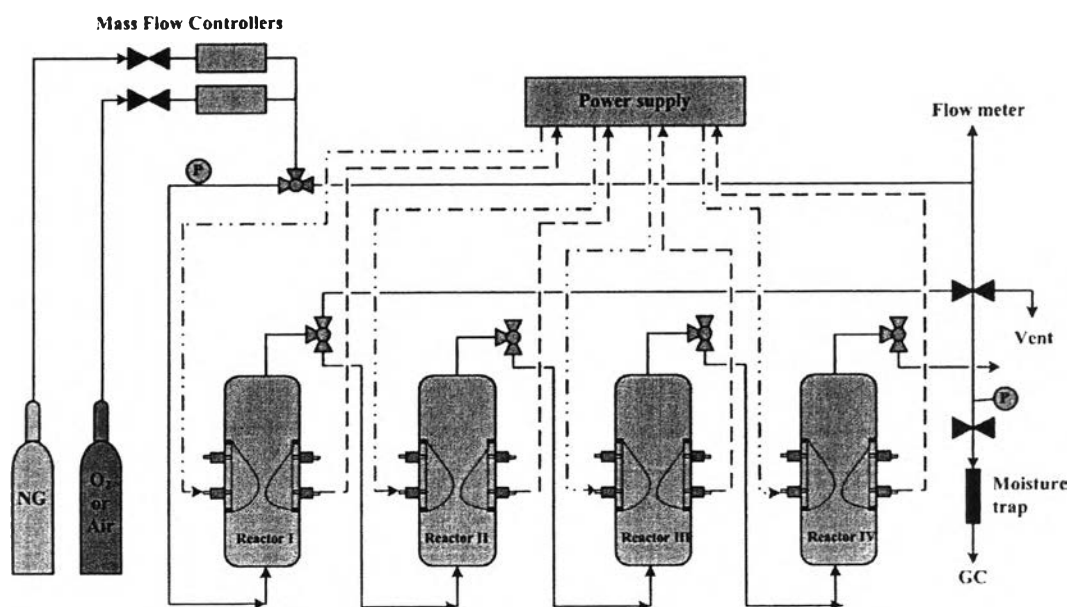 Mass Flow Controllers
Power supply
Flow meter
P
Vent
P
NG
O₂
or
Air
Reactor I
Reactor II
Reactor III
Reactor IV
Moisture
trap
GC